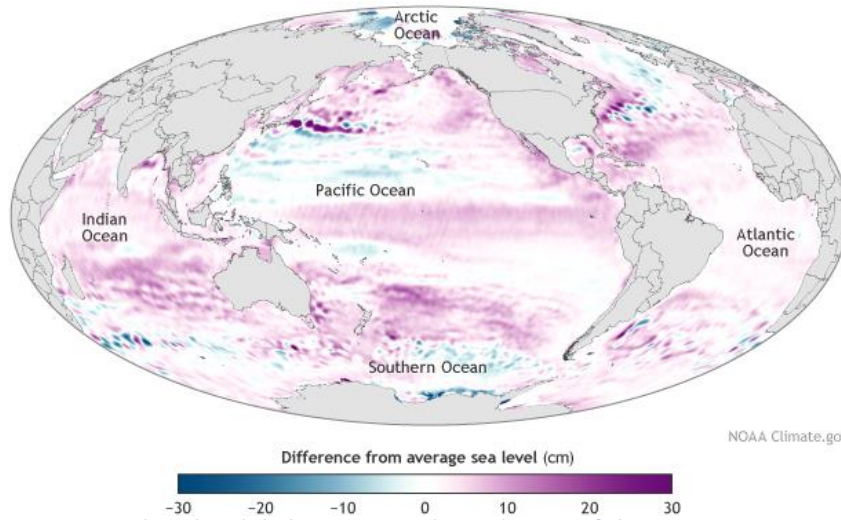 Arctic
Ocean
Pacific Ocean
Indian
Ocean
Atlantic
Ocean
Southern Ocean
NOAA Climate.go
Difference from average sea level (cm)
−30 −20 −10 0 10 20 30